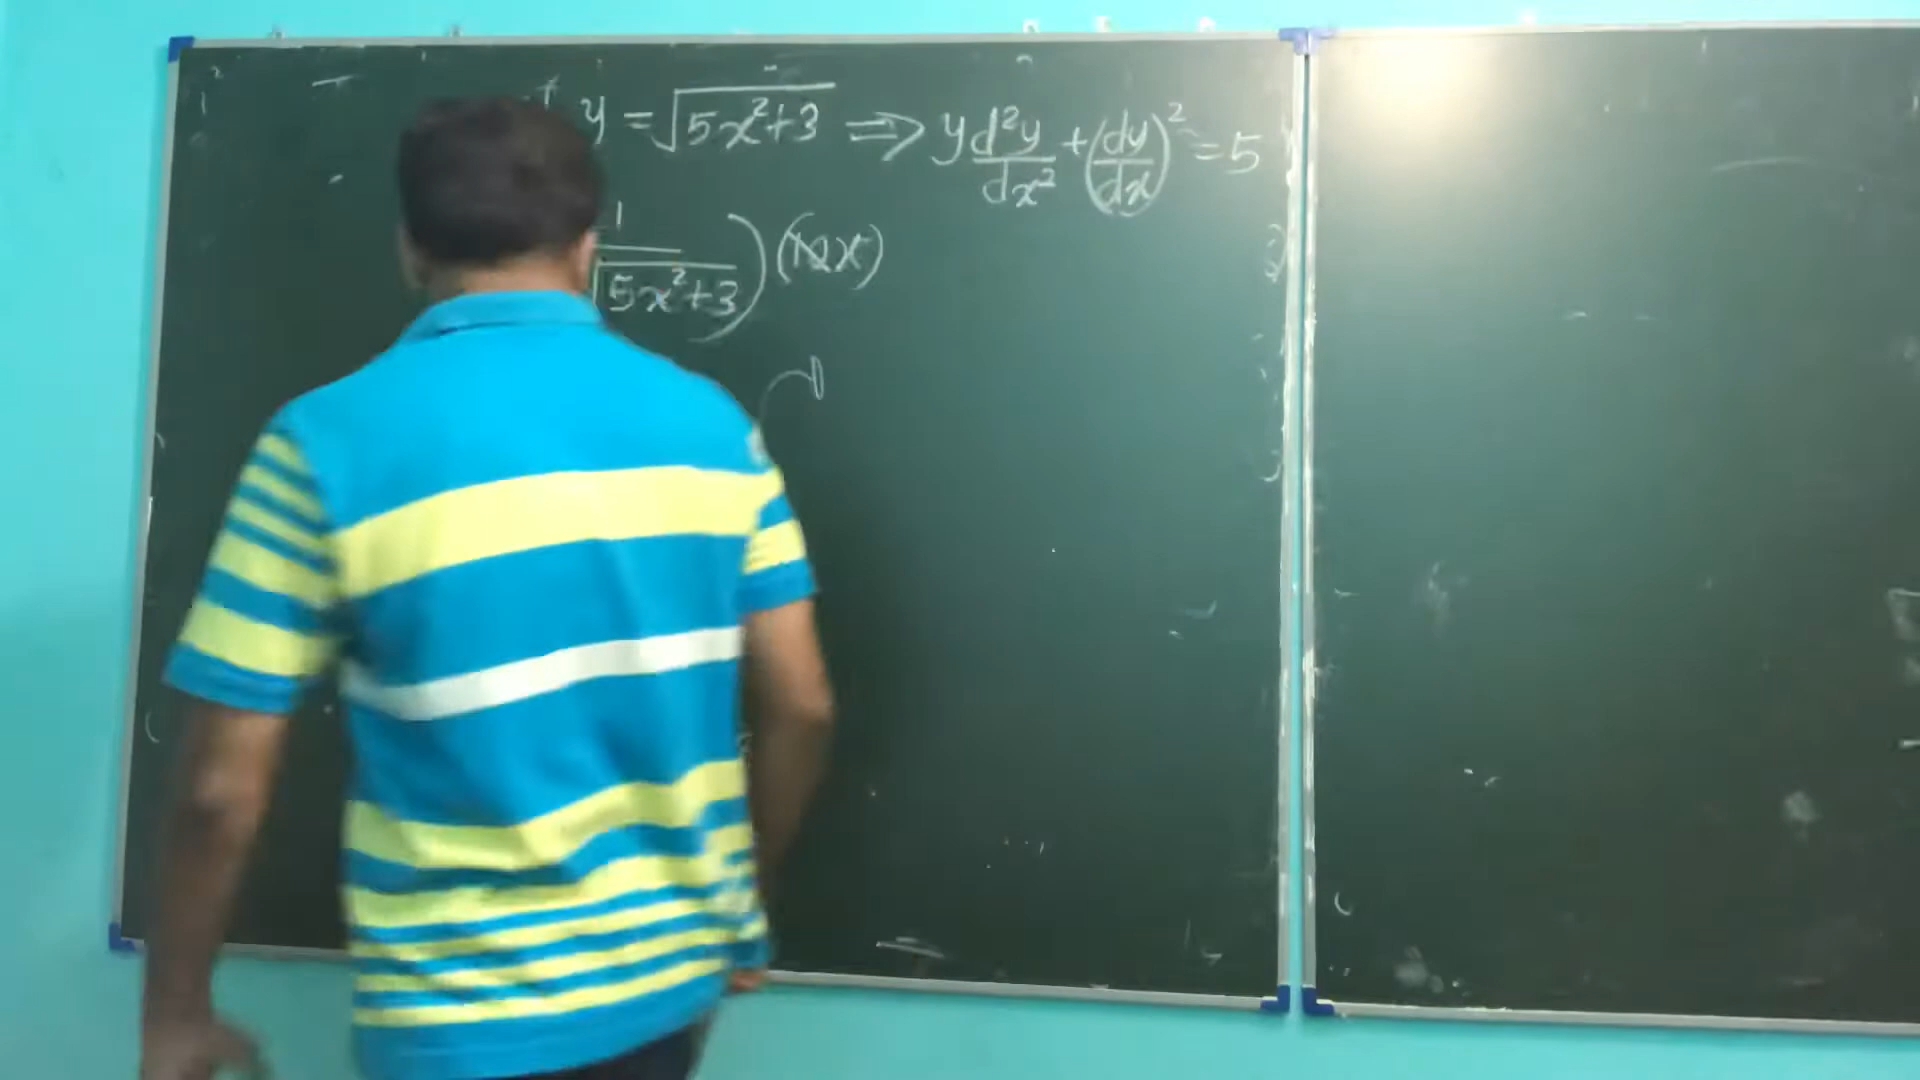 y = √(5x²+3) ⇒ y d²y/dx² + (dy/dx)² = 5
1/√(5x²+3)) (10x)